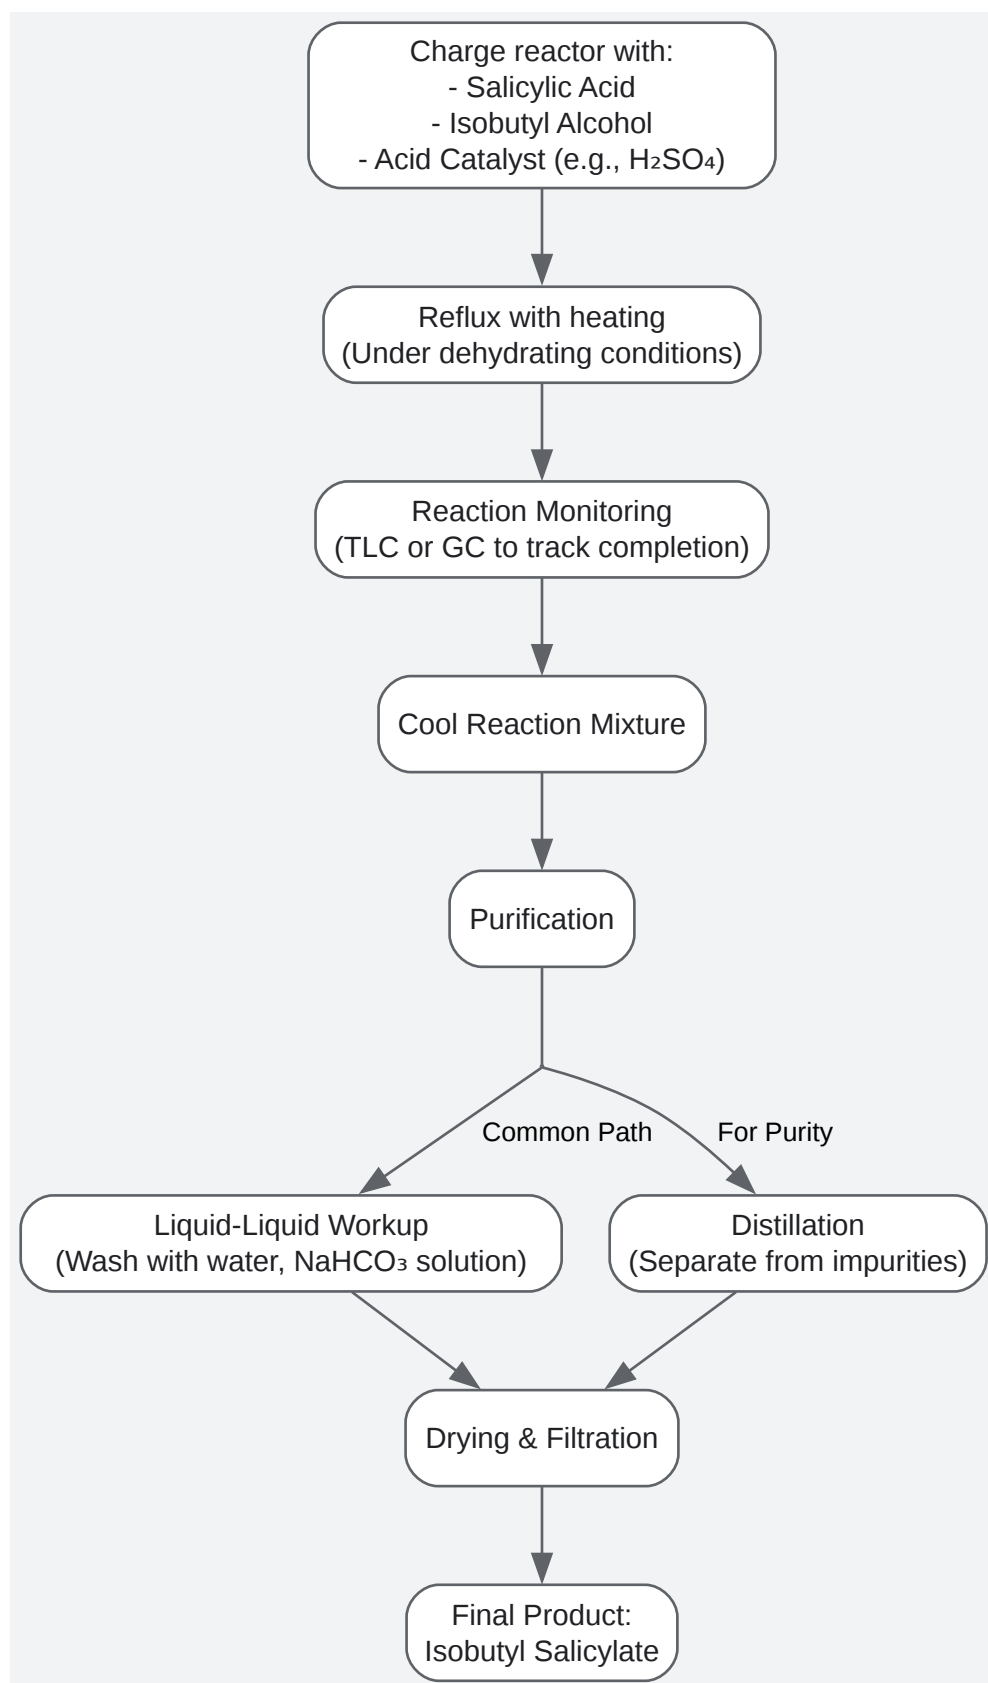 Charge reactor with:
- Salicylic Acid
- Isobutyl Alcohol
- Acid Catalyst (e.g., H₂SO₄)
Reflux with heating
(Under dehydrating conditions)
Reaction Monitoring
(TLC or GC to track completion)
Cool Reaction Mixture
Purification
Common Path
For Purity
Liquid-Liquid Workup
(Wash with water, NaHCO₃ solution)
Distillation
(Separate from impurities)
Drying & Filtration
Final Product:
Isobutyl Salicylate